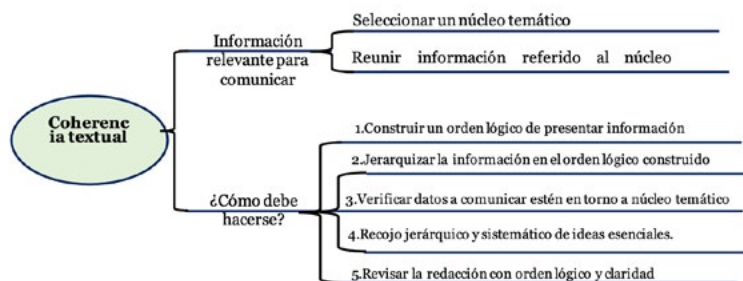 Coherenc
ia textual
Información
relevante para
comunicar
Seleccionar un núcleo temático
Reunir información referido al núcleo
¿Cómo debe
hacerse?
1.Construir un orden lógico de presentar información
2.Jerarquizar la información en el orden lógico construido
3.Verificar datos a comunicar estén en torno a núcleo temático
4.Recojo jerárquico y sistemático de ideas esenciales.
5.Revisar la redacción con orden lógico y claridad